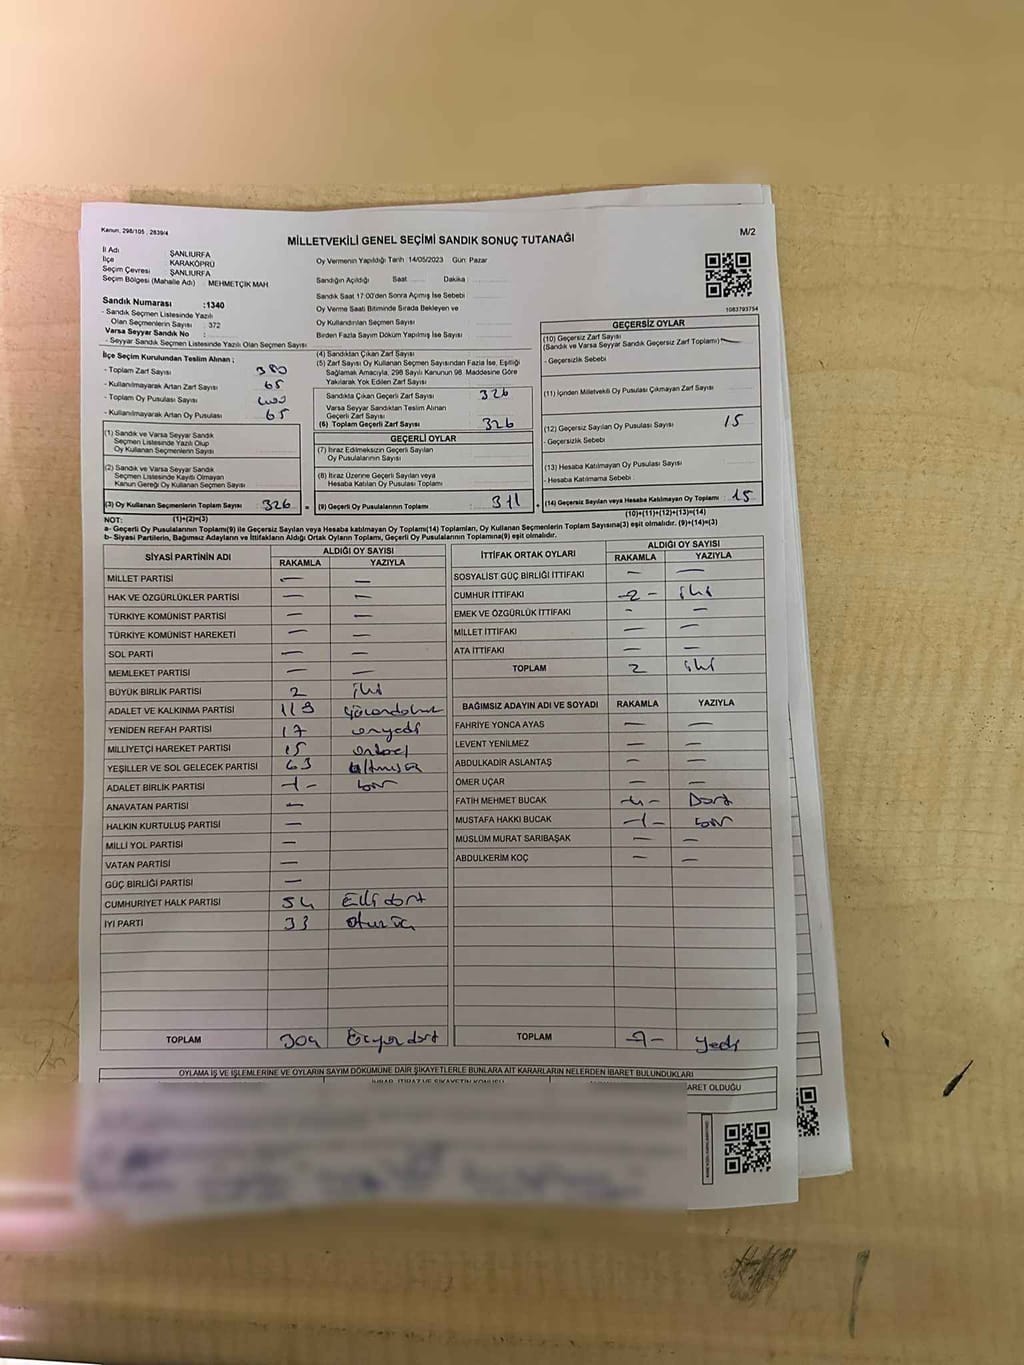 Kanun, 298/105 , 2839/4
MİLLETVEKİLİ GENEL SEÇİMİ SANDIK SONUÇ TUTANAĞI
M/2
İl Adı ŞANLIURFA
İlçe KARAKÖPRÜ
Seçim Çevresi ŞANLIURFA
Seçim Bölgesi (Mahalle Adı) : MEHMETÇİK MAH
Sandık Numarası :1340
- Sandık Seçmen Listesinde Yazılı
Olan Seçmenlerin Sayısı : 372
Varsa Seyyar Sandık No :
- Seyyar Sandık Seçmen Listesinde Yazılı Olan Seçmen Sayısı
Oy Vermenin Yapıldığı Tarih 14/05/2023 Gün: Pazar
Sandığın Açıldığı Saat Dakika
Sandık Saat 17:00'den Sonra Açımış İse Sebebi
Oy Verme Saati Bitiminde Sırada Bekleyen ve
Oy Kullandırılan Seçmen Sayısı
Birden Fazla Sayım Döküm Yapılmış İse Sayısı
1083793754
İlçe Seçim Kurulundan Teslim Alınan ;
- Toplam Zarf Sayısı 380
- Kullanılmayarak Artan Zarf Sayısı 65
- Toplam Oy Pusulası Sayısı 400
- Kullanılmayarak Artan Oy Pusulası 65
(1) Sandık ve Varsa Seyyar Sandık
Seçmen Listesinde Yazılı Olup
Oy Kullanan Seçmenlerin Sayısı
(2) Sandık ve Varsa Seyyar Sandık
Seçmen Listesinde Kayıtlı Olmayan
Kanun Gereği Oy Kullanan Seçmen Sayısı
(3) Oy Kullanan Seçmenlerin Toplam Sayısı 326
(1)+(2)=(3)
(4) Sandıktan Çıkan Zarf Sayısı
(5) Zarf Sayısı Oy Kullanan Seçmen Sayısından Fazla İse, Eşitliği
Sağlamak Amacıyla, 298 Sayılı Kanunun 98. Maddesine Göre
Yakılarak Yok Edilen Zarf Sayısı
Sandıkta Çıkan Geçerli Zarf Sayısı 326
Varsa Seyyar Sandıktan Teslim Alınan
Geçerli Zarf Sayısı
(6) Toplam Geçerli Zarf Sayısı 326
GEÇERLİ OYLAR
(7) İtiraz Edilmeksizin Geçerli Sayılan
Oy Pusulalarının Sayısı
(8) İtiraz Üzerine Geçerli Sayılan veya
Hesaba Katılan Oy Pusulası Toplamı
= (9) Geçerli Oy Pusulalarının Toplamı 311
GEÇERSİZ OYLAR
(10) Geçersiz Zarf Sayısı
(Sandık ve Varsa Seyyar Sandık Geçersiz Zarf Toplamı) —
- Geçersizlik Sebebi
(11) İçinden Milletvekili Oy Pusulası Çıkmayan Zarf Sayısı
(12) Geçersiz Sayılan Oy Pusulası Sayısı 15
- Geçersizlik Sebebi
(13) Hesaba Katılmayan Oy Pusulası Sayısı
- Hesaba Katılmama Sebebi
+ (14) Geçersiz Sayılan veya Hesaba Katılmayan Oy Toplamı : 15
(10)+(11)+(12)+(13)=(14)
NOT:
a- Geçerli Oy Pusulalarının Toplamı(9) ile Geçersiz Sayılan veya Hesaba katılmayan Oy Toplamı(14) Toplamları, Oy Kullanan Seçmenlerin Toplam Sayısına(3) eşit olmalıdır. (9)+(14)=(3)
b- Siyasi Partilerin, Bağımsız Adayların ve İttifakların Aldığı Ortak Oyların Toplamı, Geçerli Oy Pusulalarının Toplamına(9) eşit olmalıdır.
SİYASİ PARTİNİN ADI ALDIĞI OY SAYISI
RAKAMLA YAZIYLA
MİLLET PARTİSİ — —
HAK VE ÖZGÜRLÜKLER PARTİSİ — —
TÜRKİYE KOMÜNİST PARTİSİ — —
TÜRKİYE KOMÜNİST HAREKETİ — —
SOL PARTİ — —
MEMLEKET PARTİSİ — —
BÜYÜK BİRLİK PARTİSİ 2 iki
ADALET VE KALKINMA PARTİSİ 119
YENİDEN REFAH PARTİSİ 17 onyedi
MİLLİYETÇİ HAREKET PARTİSİ 15 onbeş
YEŞİLLER VE SOL GELECEK PARTİSİ 63 altmışüç
ADALET BİRLİK PARTİSİ -1- bir
ANAVATAN PARTİSİ —
HALKIN KURTULUŞ PARTİSİ —
MİLLİ YOL PARTİSİ —
VATAN PARTİSİ —
GÜÇ BİRLİĞİ PARTİSİ —
CUMHURİYET HALK PARTİSİ 54 Elli dört
İYİ PARTİ 33 otuz üç
TOPLAM 304 Üçyüz dört
İTTİFAK ORTAK OYLARI ALDIĞI OY SAYISI
RAKAMLA YAZIYLA
SOSYALİST GÜÇ BİRLİĞİ İTTİFAKI — —
CUMHUR İTTİFAKI -2- iki
EMEK VE ÖZGÜRLÜK İTTİFAKI - —
MİLLET İTTİFAKI — —
ATA İTTİFAKI — —
TOPLAM 2 iki
BAĞIMSIZ ADAYIN ADI VE SOYADI RAKAMLA YAZIYLA
FAHRİYE YONCA AYAS — —
LEVENT YENİLMEZ — —
ABDULKADİR ASLANTAŞ — —
ÖMER UÇAR — —
FATİH MEHMET BUCAK -4- Dört
MUSTAFA HAKKI BUCAK -1- bir
MÜSLÜM MURAT SARIBAŞAK — —
ABDULKERİM KOÇ — —
TOPLAM yedi
OYLAMA İŞ VE İŞLEMLERİNE VE OYLARIN SAYIM DÖKÜMÜNE DAİR ŞİKAYETLERLE BUNLARA AİT KARARLARIN NELERDEN İBARET BULUNDUKLARI
İHBAR, İTİRAZ VE ŞİKAYETİN KONUSU
ARET OLDUĞU